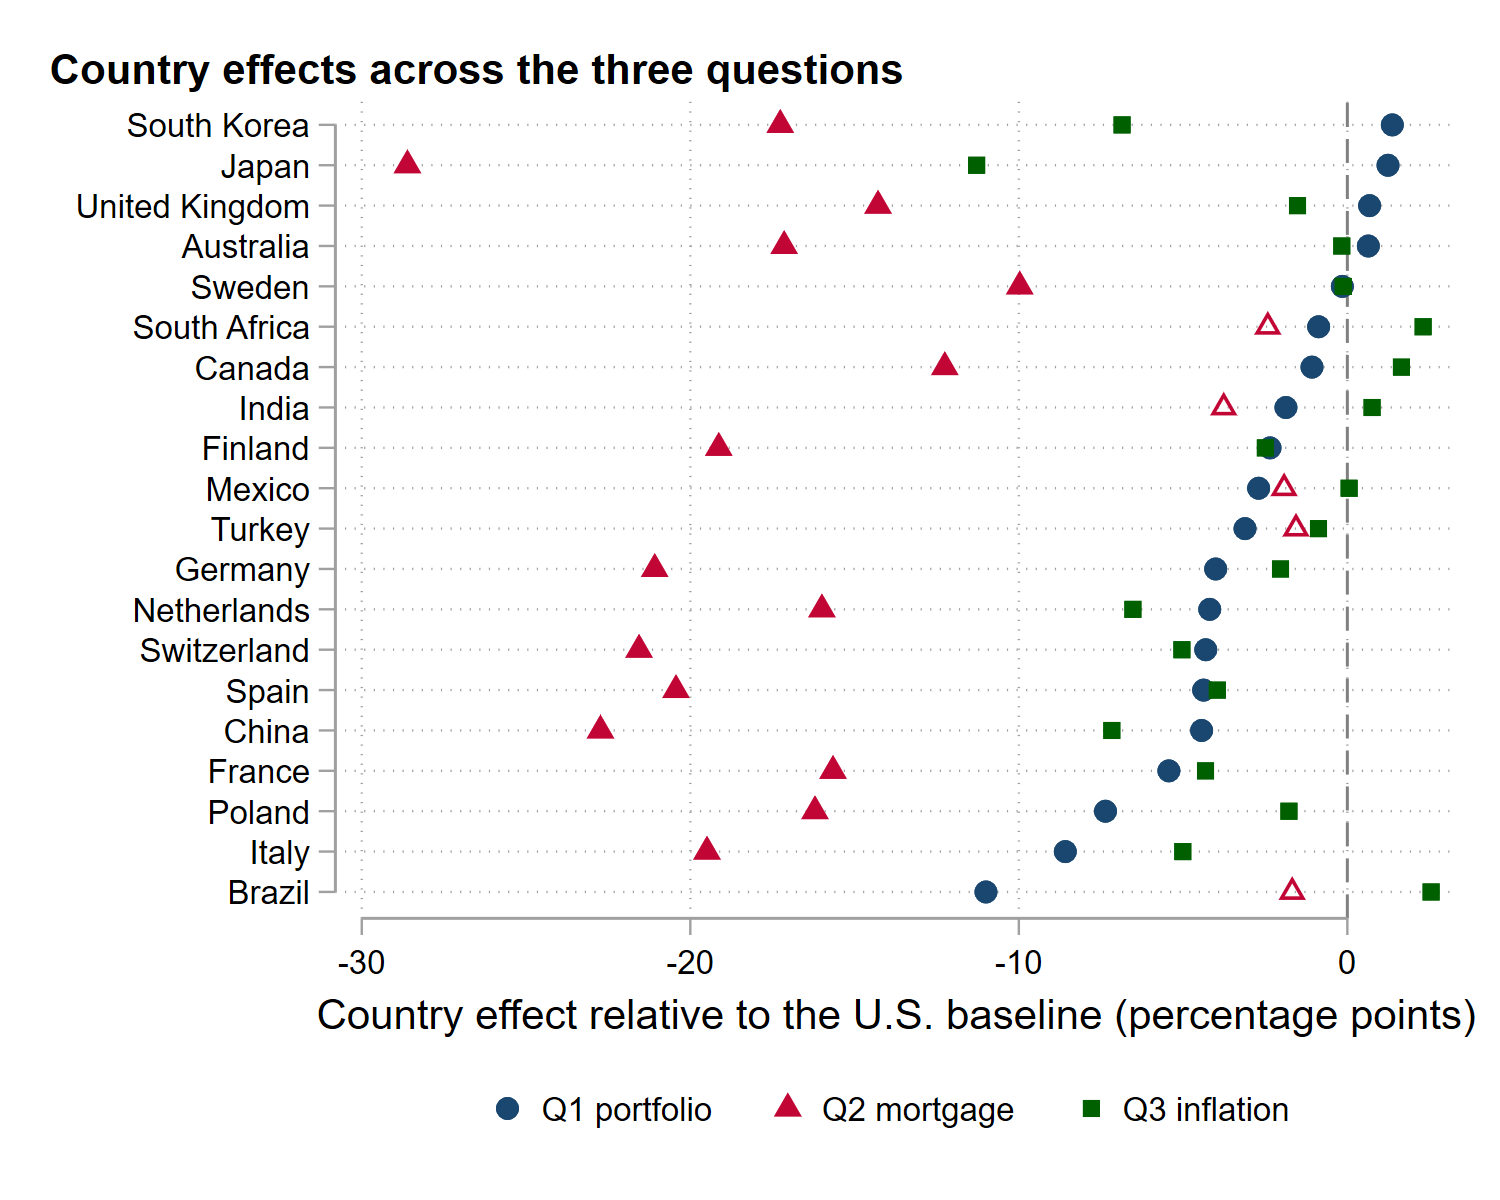 Country effects across the three questions
South Korea
Japan
United Kingdom
Australia
Sweden
South Africa
Canada
India
Finland
Mexico
Turkey
Germany
Netherlands
Switzerland
Spain
China
France
Poland
Italy
Brazil
-30 -20 -10 0
Country effect relative to the U.S. baseline (percentage points)
Q1 portfolio Q2 mortgage Q3 inflation